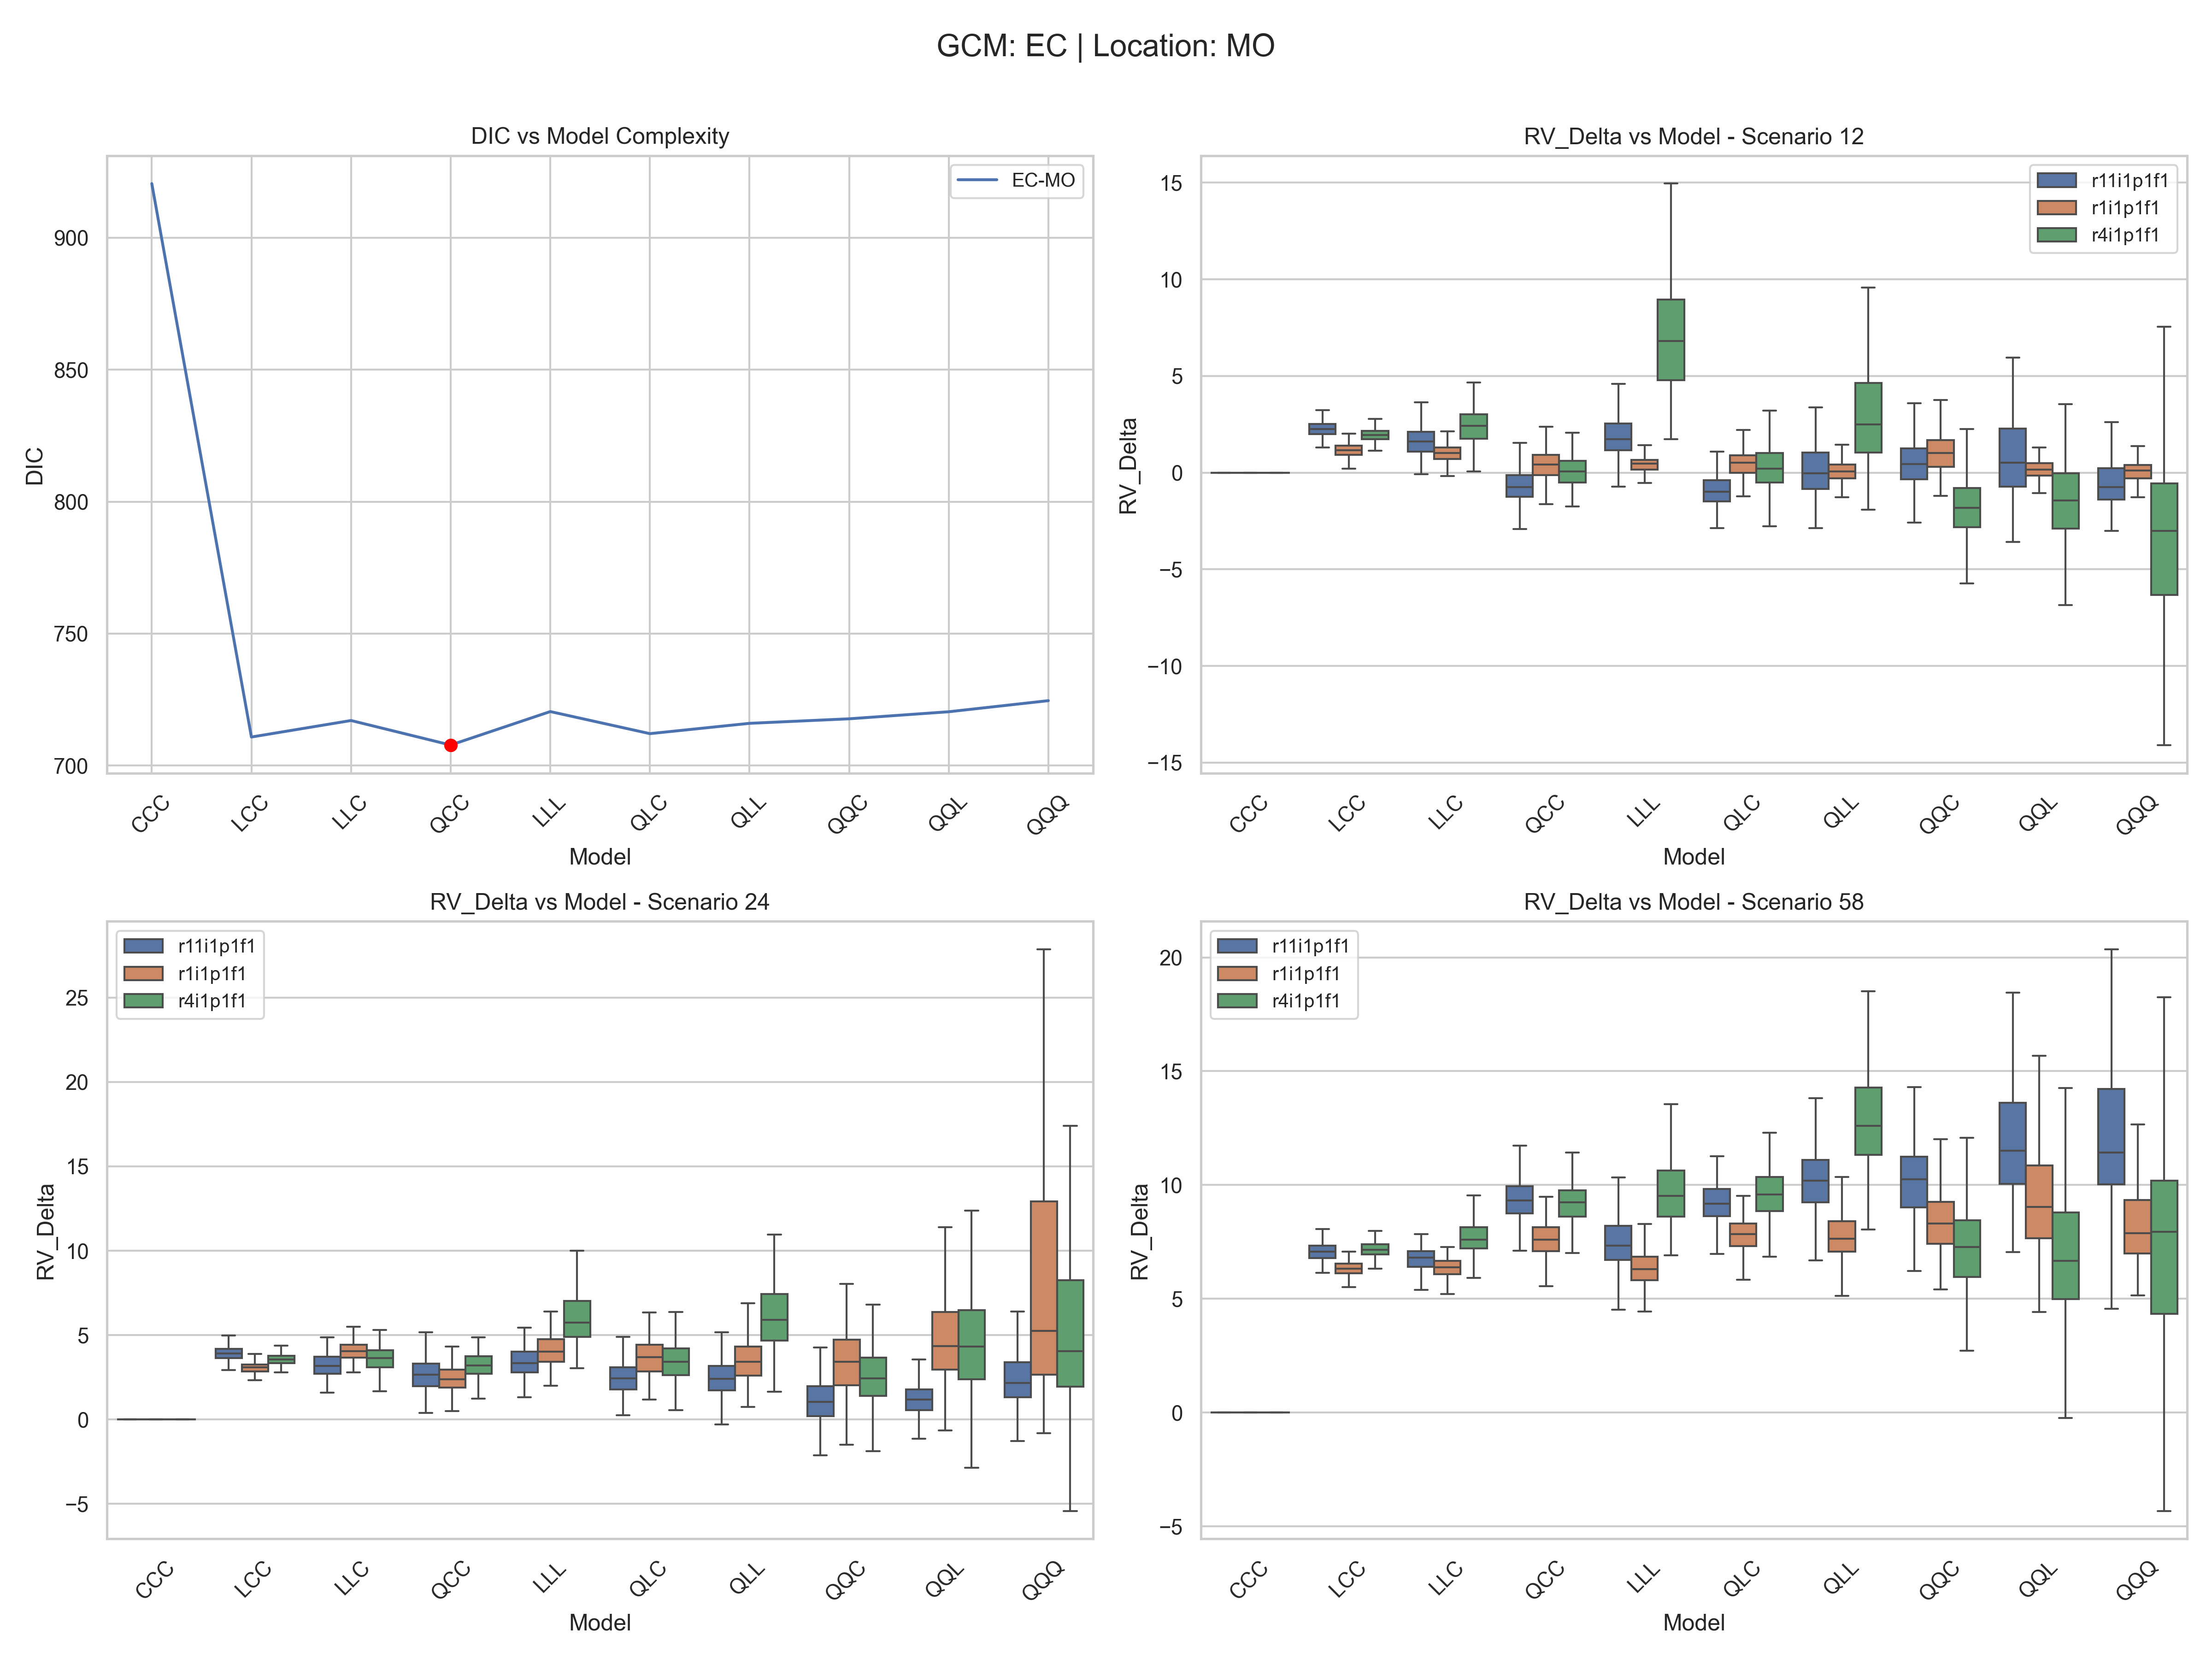 GCM: EC | Location: MO
DIC vs Model Complexity
EC-MO
900
850
800
750
700
DIC
CCC
LCC
LLC
QCC
LLL
QLC
QLL
QQC
QQL
QQQ
Model
RV_Delta vs Model - Scenario 12
r11i1p1f1
r1i1p1f1
r4i1p1f1
15
10
5
0
−5
−10
−15
RV_Delta
CCC
LCC
LLC
QCC
LLL
QLC
QLL
QQC
QQL
QQQ
Model
RV_Delta vs Model - Scenario 24
r11i1p1f1
r1i1p1f1
r4i1p1f1
25
20
15
10
5
0
−5
RV_Delta
CCC
LCC
LLC
QCC
LLL
QLC
QLL
QQC
QQL
QQQ
Model
RV_Delta vs Model - Scenario 58
r11i1p1f1
r1i1p1f1
r4i1p1f1
20
15
10
5
0
−5
RV_Delta
CCC
LCC
LLC
QCC
LLL
QLC
QLL
QQC
QQL
QQQ
Model